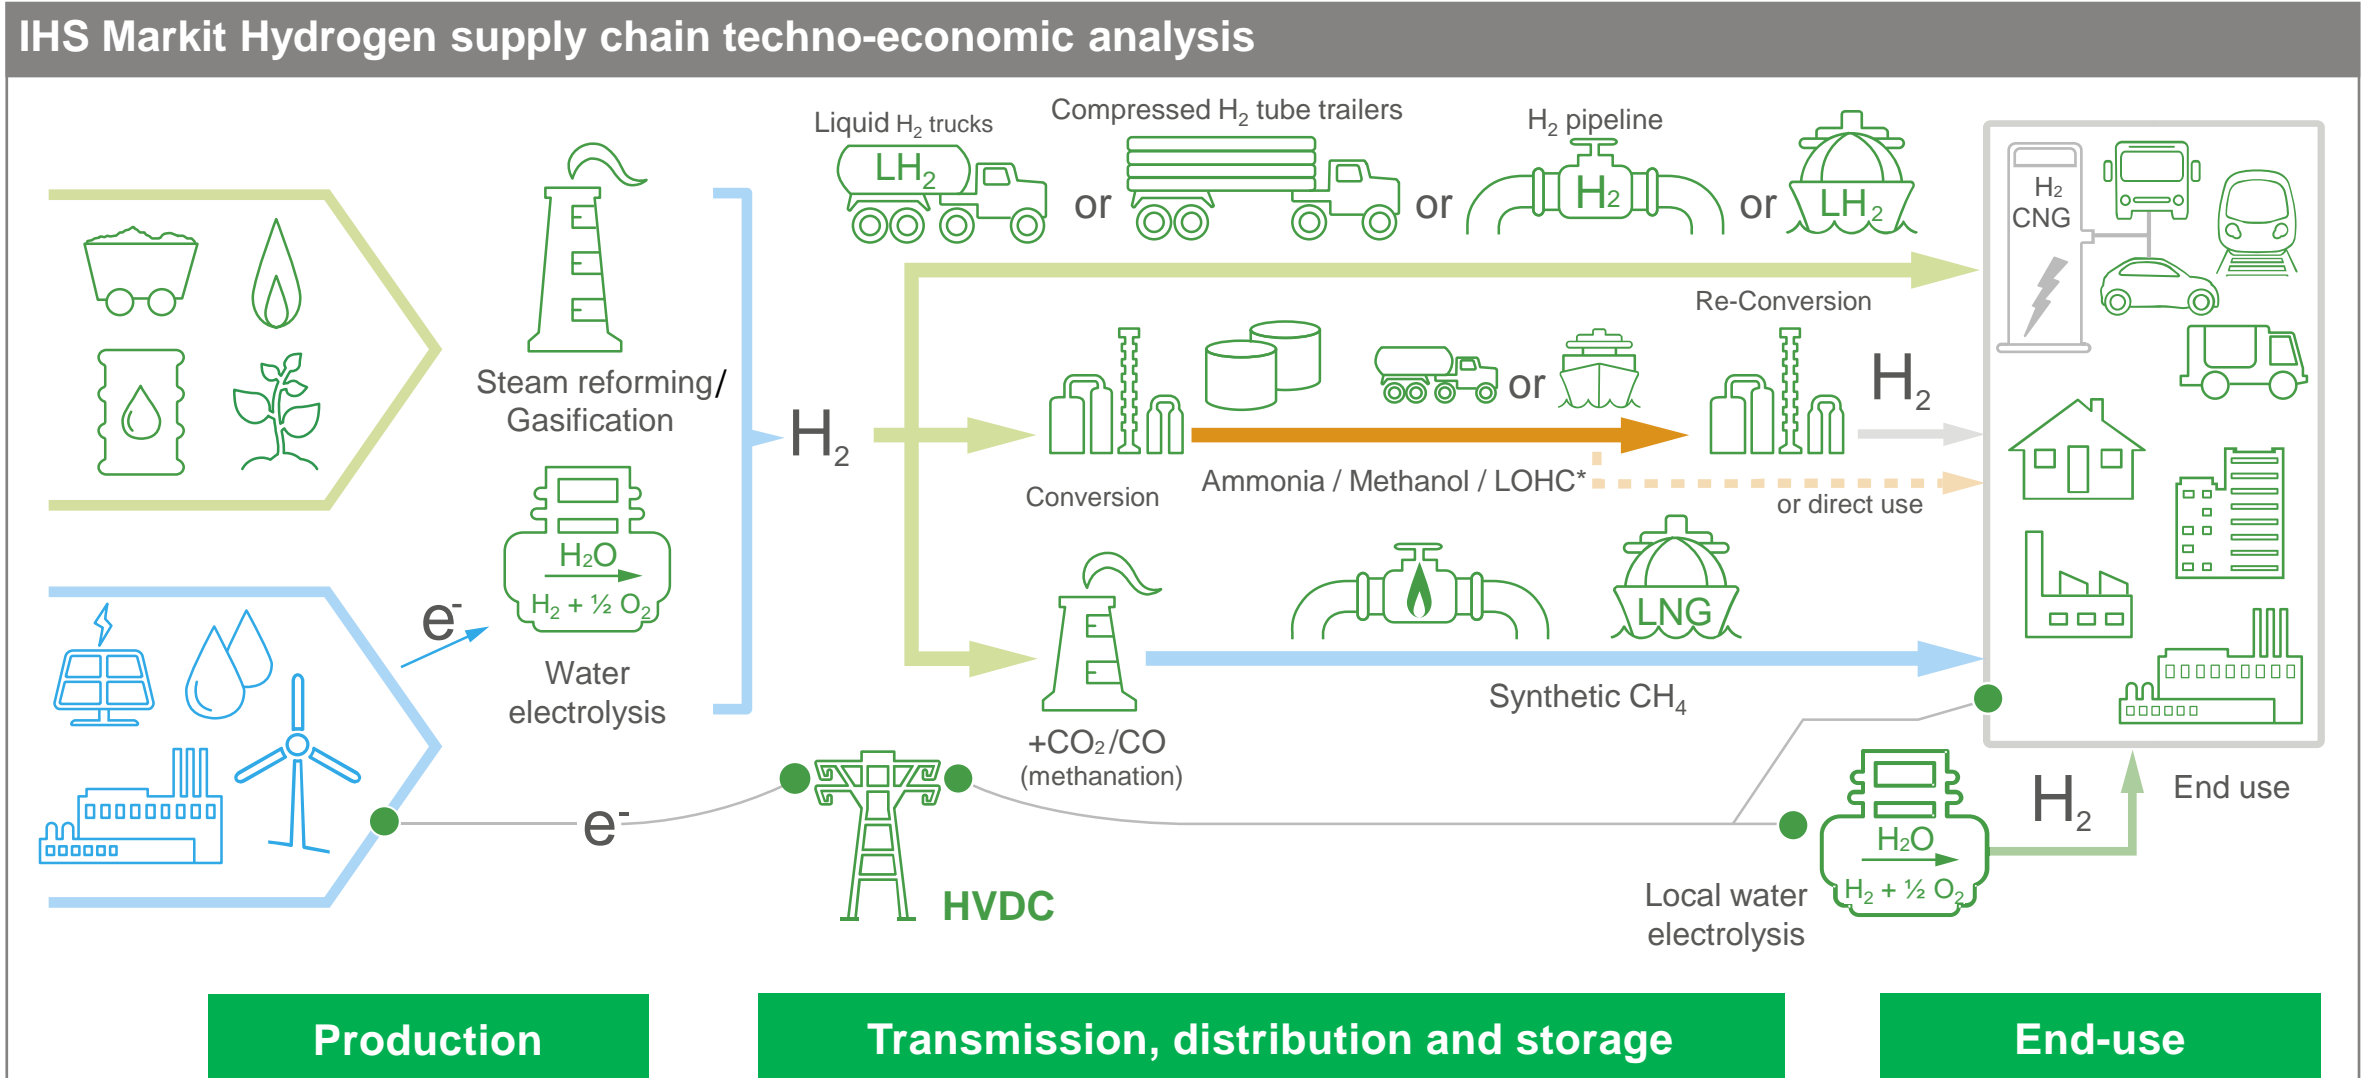 IHS Markit Hydrogen supply chain techno-economic analysis
Liquid H₂ trucks
Compressed H₂ tube trailers
H₂ pipeline
LH₂
or
or
H₂
or
LH₂
H₂
CNG
Steam reforming/
Gasification
H₂
Re-Conversion
or
H₂
Conversion
Ammonia / Methanol / LOHC*
or direct use
H₂O
H₂ + ½ O₂
e⁻
Water
electrolysis
LNG
Synthetic CH₄
+CO₂/CO
(methanation)
e⁻
HVDC
H₂O
H₂ + ½ O₂
Local water
electrolysis
H₂
End use
Production
Transmission, distribution and storage
End-use